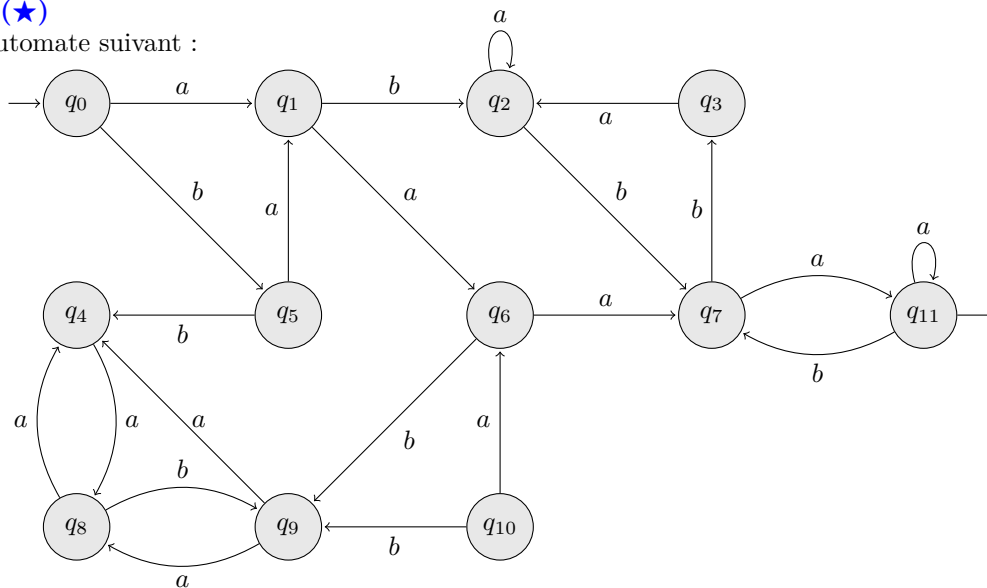 (★)
utomate suivant :
a
q0 a q1 b q2 a q3
b a a b b
a
q4 b q5 q6 a q7 a q11
b
a a a b a
b
q8 q9 b q10
a